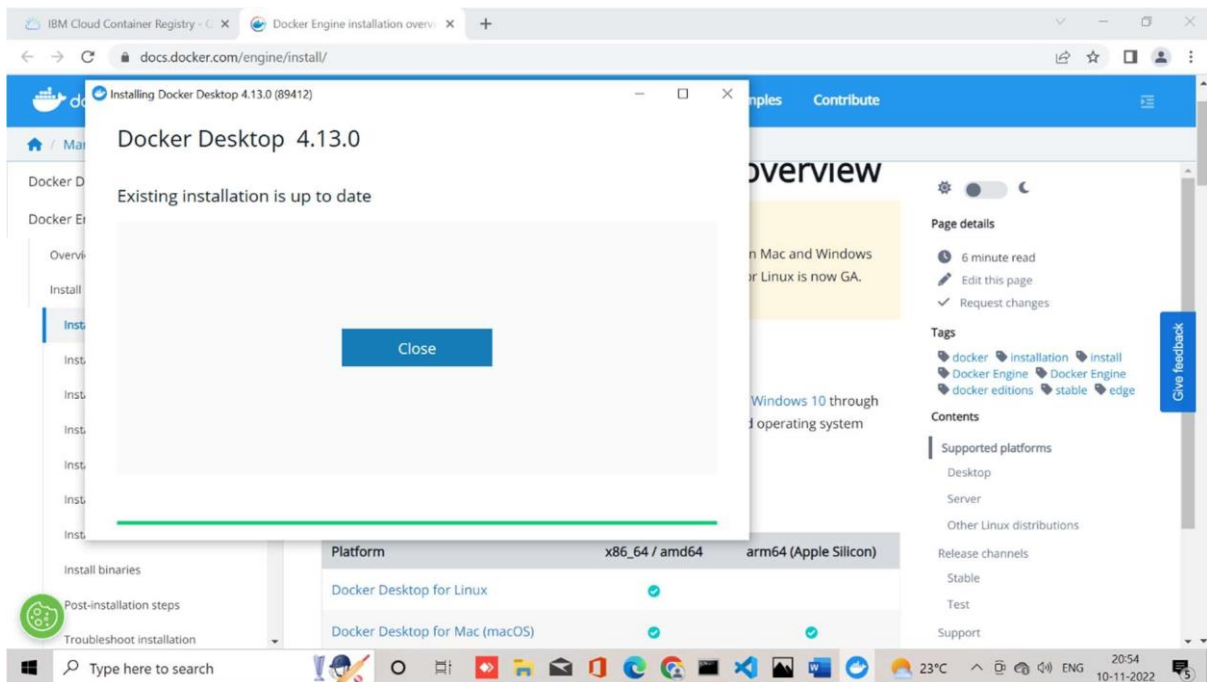 IBM Cloud Container Registry - C
Docker Engine installation overvi
docs.docker.com/engine/install/
Installing Docker Desktop 4.13.0 (89412)
Contribute
Docker Desktop 4.13.0
Existing installation is up to date
Close
overview
n Mac and Windows
or Linux is now GA.
Windows 10 through
d operating system
Docker D
Docker En
Install
Install binaries
Post-installation steps
Troubleshoot installation
Platform x86_64 / amd64 arm64 (Apple Silicon)
Docker Desktop for Linux
Docker Desktop for Mac (macOS)
Page details
6 minute read
Edit this page
Request changes
Tags
docker installation install
Docker Engine Docker Engine
docker editions stable edge
Contents
Supported platforms
Desktop
Server
Other Linux distributions
Release channels
Stable
Test
Support
Give feedback
Type here to search
23°C ENG 20:54
10-11-2022
5